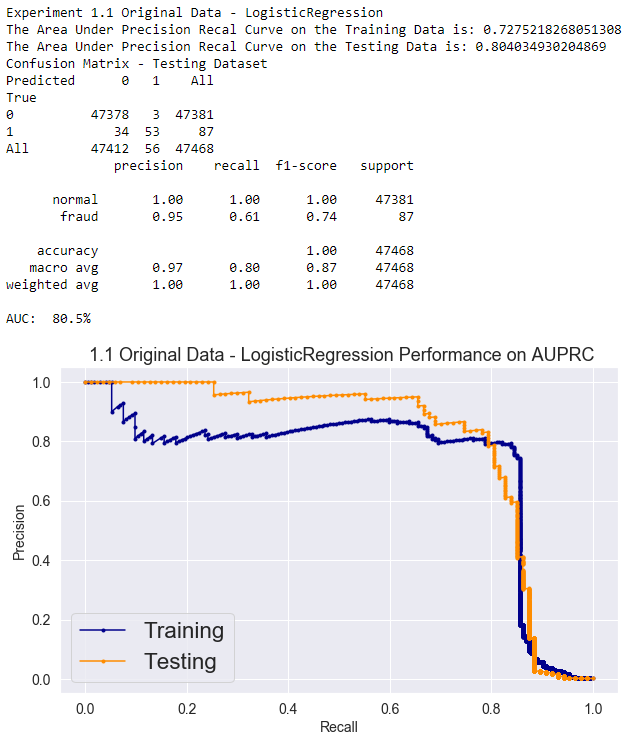 Experiment 1.1 Original Data - LogisticRegression
The Area Under Precision Recal Curve on the Training Data is: 0.7275218268051308
The Area Under Precision Recal Curve on the Testing Data is: 0.804034930204869
Confusion Matrix - Testing Dataset
Predicted 0 1 All
True
0 47378 3 47381
1 34 53 87
All 47412 56 47468
precision recall f1-score support
normal 1.00 1.00 1.00 47381
fraud 0.95 0.61 0.74 87
accuracy 1.00 47468
macro avg 0.97 0.80 0.87 47468
weighted avg 1.00 1.00 1.00 47468
AUC: 80.5%
1.1 Original Data - LogisticRegression Performance on AUPRC
1.0
0.8
0.6
0.4
0.2
0.0
Precision
Training
Testing
0.0 0.2 0.4 0.6 0.8 1.0
Recall